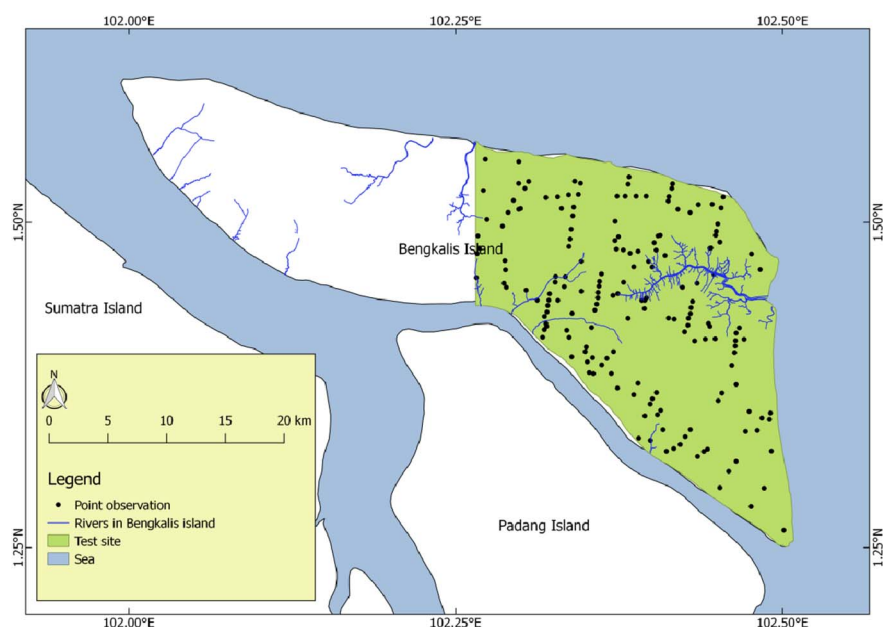 102.00°E 102.25°E 102.50°E
1.50°N 1.50°N
Bengkalis Island
Sumatra Island
N
0 5 10 15 20 km
Legend
Point observation
Rivers in Bengkalis island
Test site
Sea
Padang Island
1.25°N 1.25°N
102.00°E 102.25°E 102.50°E